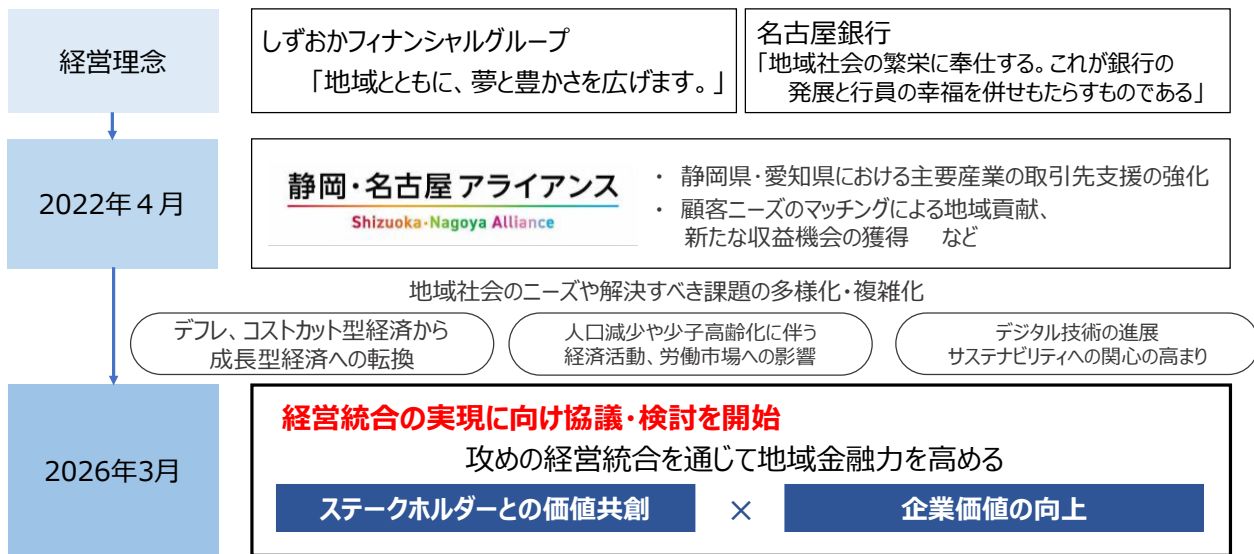 経営理念
しずおかフィナンシャルグループ
「地域とともに、夢と豊かさを広げます。」
名古屋銀行
「地域社会の繁栄に奉仕する。これが銀行の
発展と行員の幸福を併せもたらすものである」
2022年４月
静岡・名古屋 アライアンス
Shizuoka・Nagoya Alliance
・ 静岡県・愛知県における主要産業の取引先支援の強化
・ 顧客ニーズのマッチングによる地域貢献、
新たな収益機会の獲得　など
地域社会のニーズや解決すべき課題の多様化・複雑化
デフレ、コストカット型経済から
成長型経済への転換
人口減少や少子高齢化に伴う
経済活動、労働市場への影響
デジタル技術の進展
サステナビリティへの関心の高まり
2026年3月
経営統合の実現に向け協議・検討を開始
攻めの経営統合を通じて地域金融力を高める
ステークホルダーとの価値共創 × 企業価値の向上